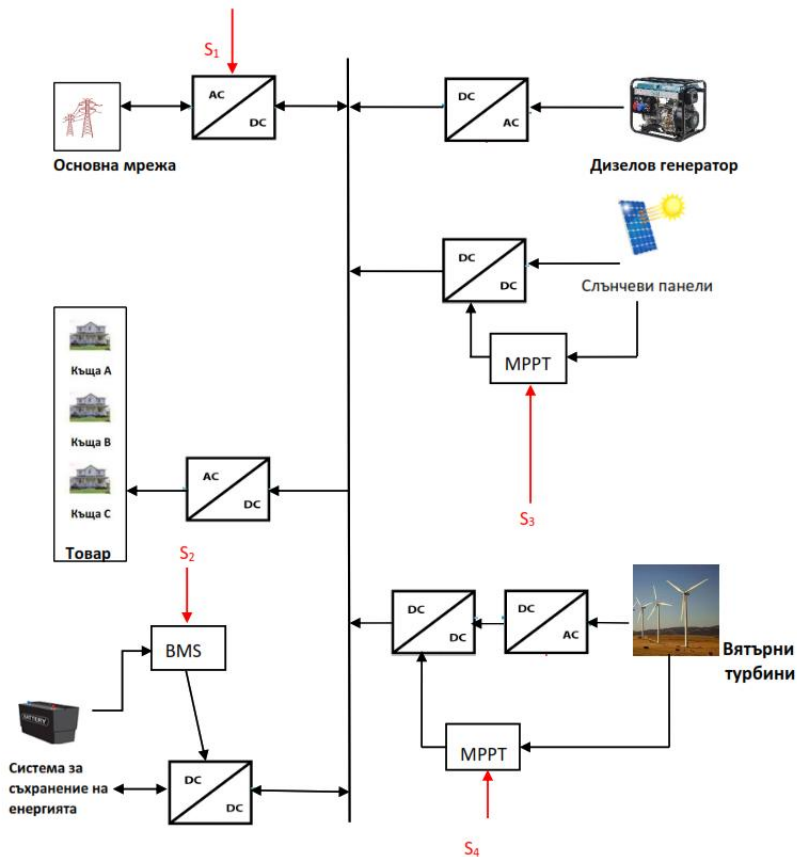 S1
AC
DC
Основна мрежа
DC
AC
Дизелов генератор
DC
DC
Слънчеви панели
MPPT
S3
Къща A
Къща B
Къща C
Товар
AC
DC
S2
BMS
BATTERY
Система за
съхранение на
енергията
DC
DC
DC
DC
DC
AC
Вятърни
турбини
MPPT
S4